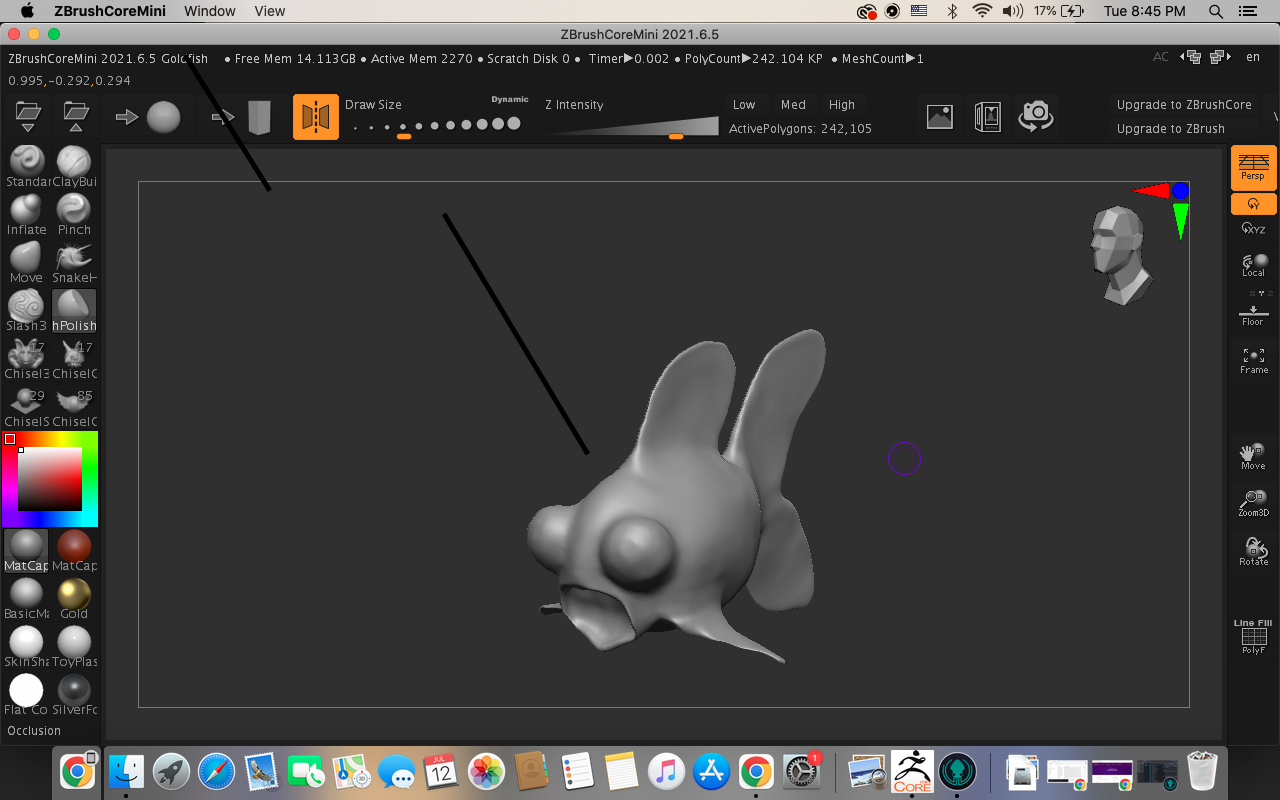 ZBrushCoreMini Window View 17% Tue 8:45 PM
ZBrushCoreMini 2021.6.5
ZBrushCoreMini 2021.6.5 Goldfish • Free Mem 14.113GB • Active Mem 2270 • Scratch Disk 0 • Timer▶0.002 • PolyCount▶242.104 KP • MeshCount▶1 AC en
0.995,-0.292,0.294
Draw Size Dynamic Z Intensity Low Med High Upgrade to ZBrushCore
ActivePolygons: 242,105 Upgrade to ZBrush
Standar ClayBui
Inflate Pinch
Move SnakeH
Slash3 hPolish
17 17
Chisel3 ChiselC
29 85
ChiselS ChiselC
MatCap MatCap
BasicMa Gold
SkinSha ToyPlas
Flat Co SilverFo
Occlusion
Persp
Y
XYZ
Local
Floor
Frame
Move
Zoom3D
Rotate
Line Fill
PolyF
JUL
12
1
CORE